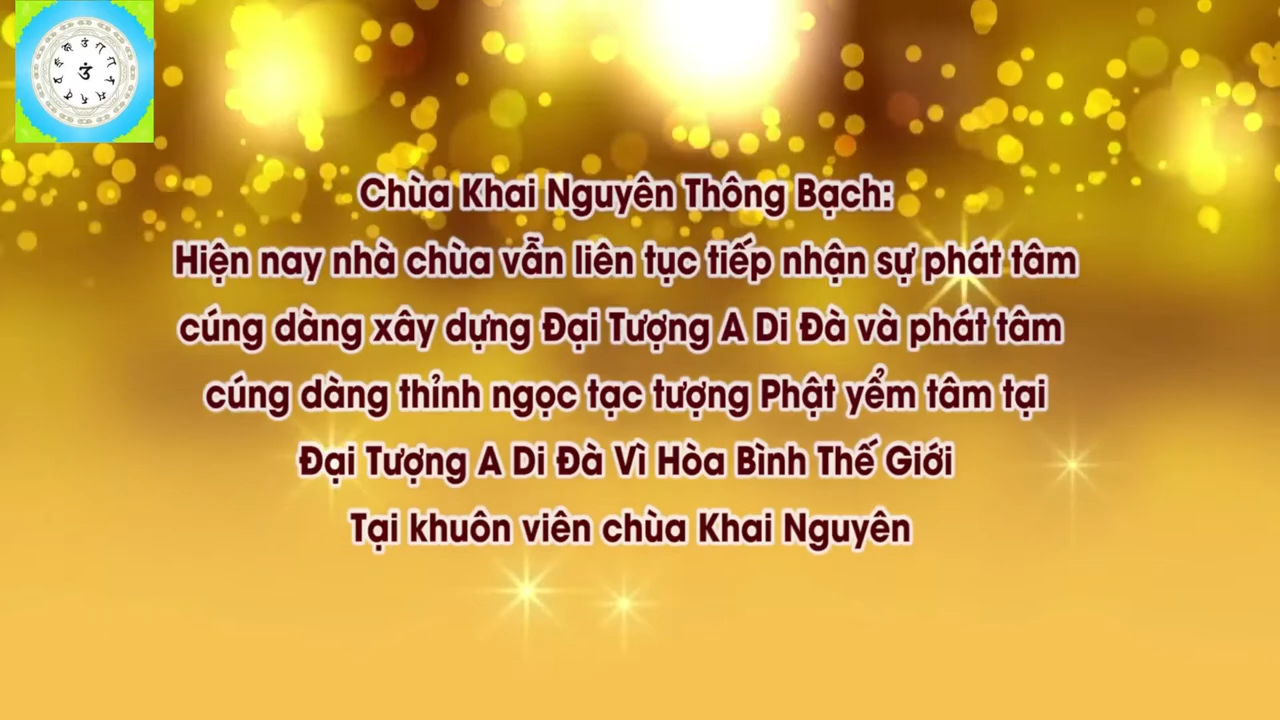 Chùa Khai Nguyên Thông Bạch:
Hiện nay nhà chùa vẫn liên tục tiếp nhận sự phát tâm
cúng dàng xây dựng Đại Tượng A Di Đà và phát tâm
cúng dàng thỉnh ngọc tạc tượng Phật yểm tâm tại
Đại Tượng A Di Đà Vì Hòa Bình Thế Giới
Tại khuôn viên chùa Khai Nguyên